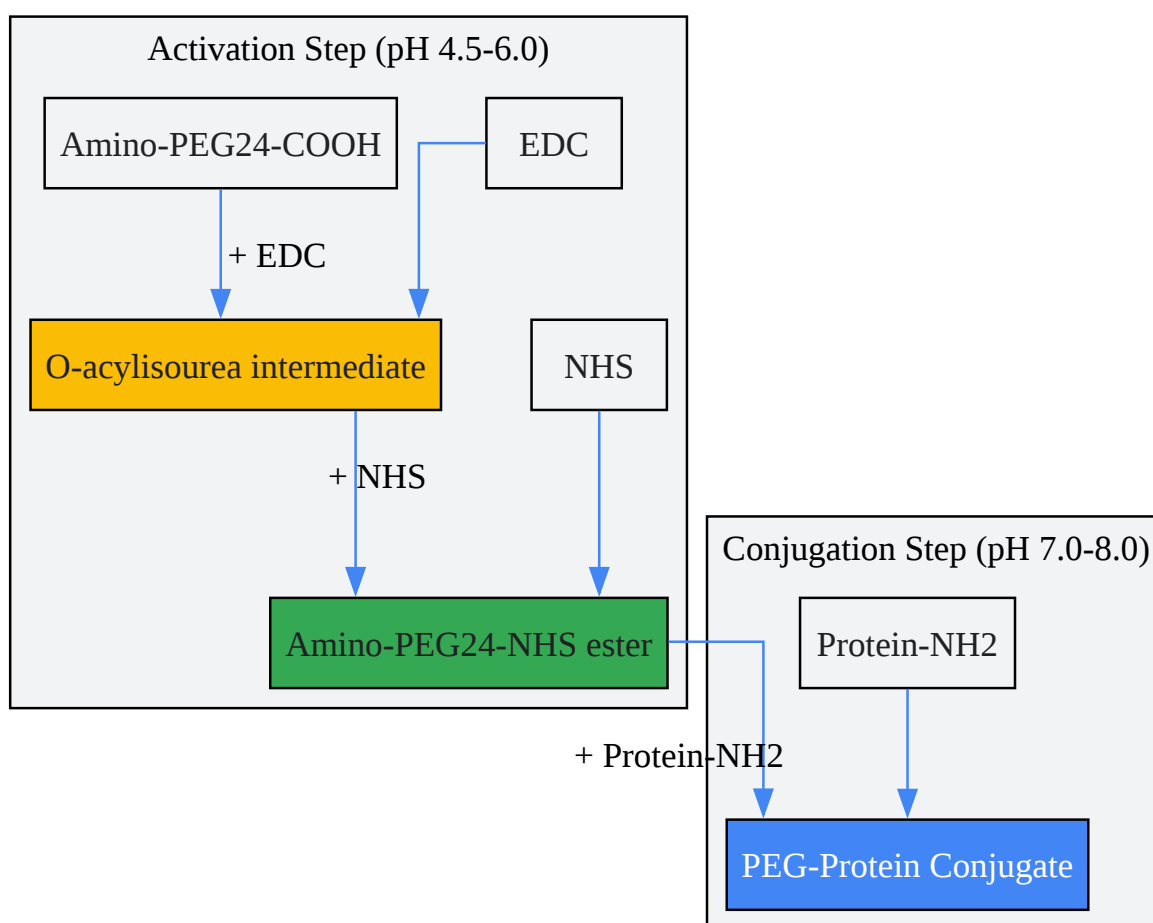 Activation Step (pH 4.5-6.0)
Amino-PEG24-COOH
EDC
+ EDC
O-acylisourea intermediate
NHS
+ NHS
Conjugation Step (pH 7.0-8.0)
Amino-PEG24-NHS ester
Protein-NH2
+ Protein-NH2
PEG-Protein Conjugate